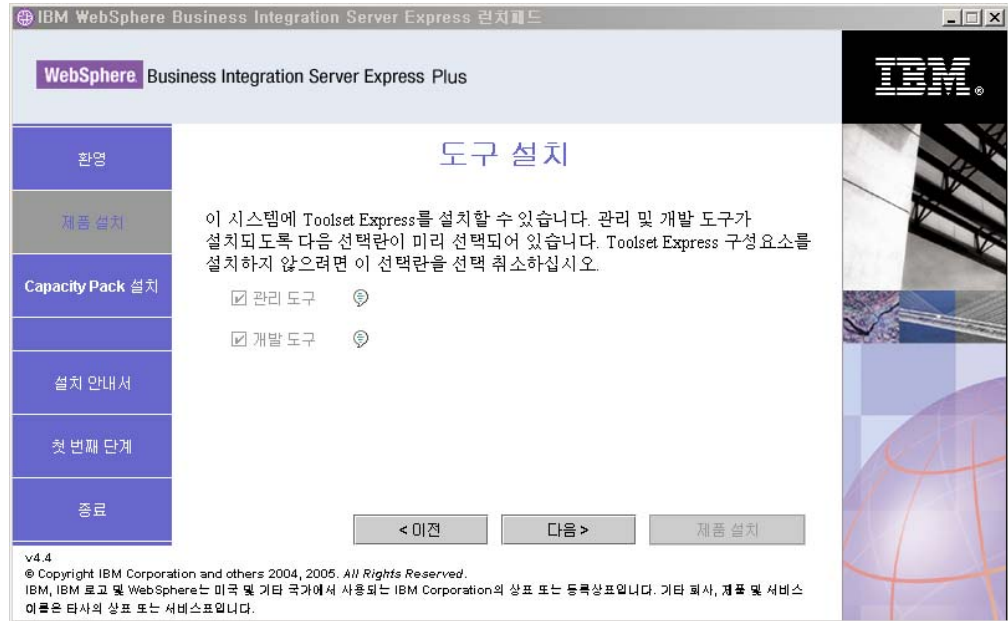 IBM WebSphere Business Integration Server Express 런치패드
WebSphere. Business Integration Server Express Plus
IBM®
환영
제품 설치
Capacity Pack 설치
설치 안내서
첫 번째 단계
종료
도구 설치
이 시스템에 Toolset Express를 설치할 수 있습니다. 관리 및 개발 도구가
설치되도록 다음 선택란이 미리 선택되어 있습니다. Toolset Express 구성요소를
설치하지 않으려면 이 선택란을 선택 취소하십시오.
관리 도구
개발 도구
< 이전
다음 >
제품 설치
v4.4
© Copyright IBM Corporation and others 2004, 2005. All Rights Reserved.
IBM, IBM 로고 및 WebSphere는 미국 및 기타 국가에서 사용되는 IBM Corporation의 상표 또는 등록상표입니다. 기타 회사, 제품 및 서비스
이름은 타사의 상표 또는 서비스표입니다.